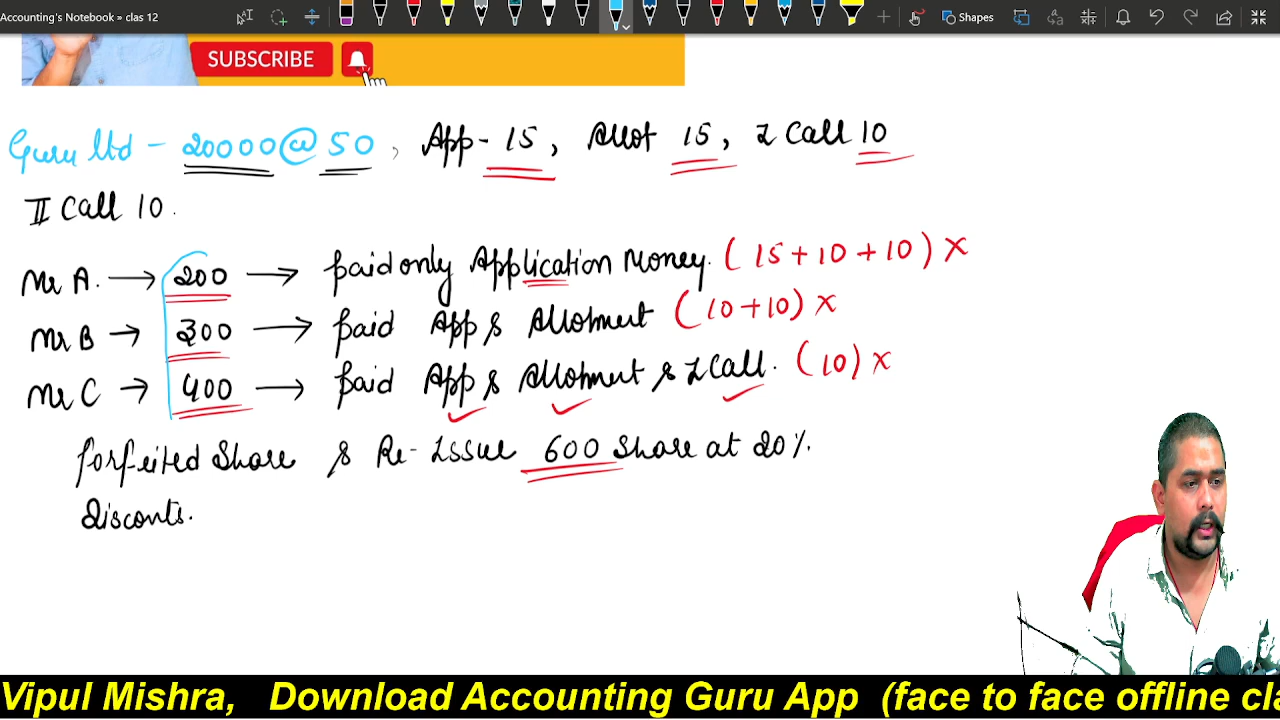 Accounting's Notebook » clas 12
Shapes
SUBSCRIBE
Guru ltd - 20000 @ 50, App - 15, Allot 15, I Call 10
II Call 10.
Mr A. → 200 → paid only Application Money. (15+10+10) X
Mr B → 300 → paid App & Allotment (10+10) X
Mr C → 400 → paid App & Allotment & I Call. (10) X
forfeited Share & Re-Issue 600 Share at 20%
Disconts.
Vipul Mishra, Download Accounting Guru App (face to face offline cla